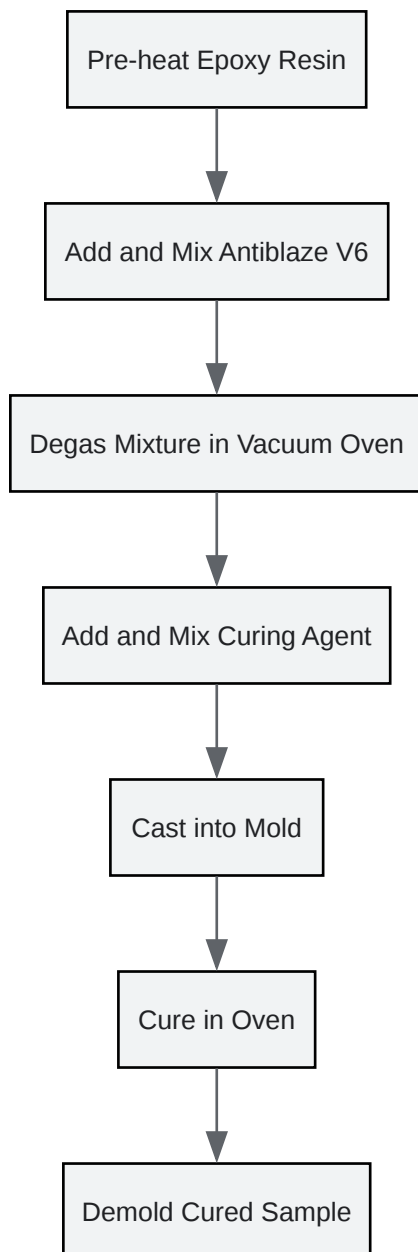 Pre-heat Epoxy Resin
Add and Mix Antiblaze V6
Degas Mixture in Vacuum Oven
Add and Mix Curing Agent
Cast into Mold
Cure in Oven
Demold Cured Sample